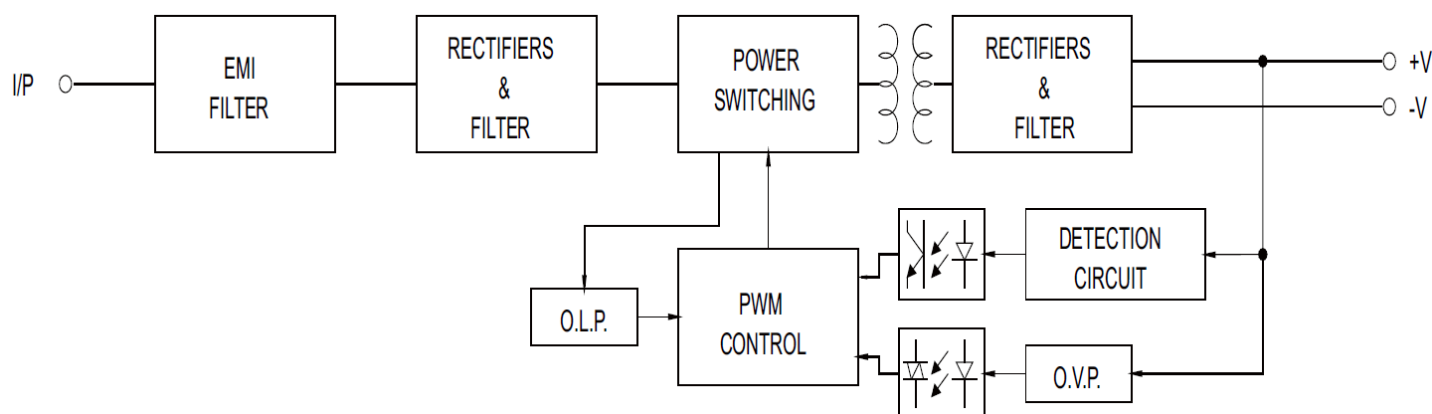 I/P
EMI
FILTER
RECTIFIERS
&
FILTER
POWER
SWITCHING
RECTIFIERS
&
FILTER
+V
-V
DETECTION
CIRCUIT
O.L.P.
PWM
CONTROL
O.V.P.